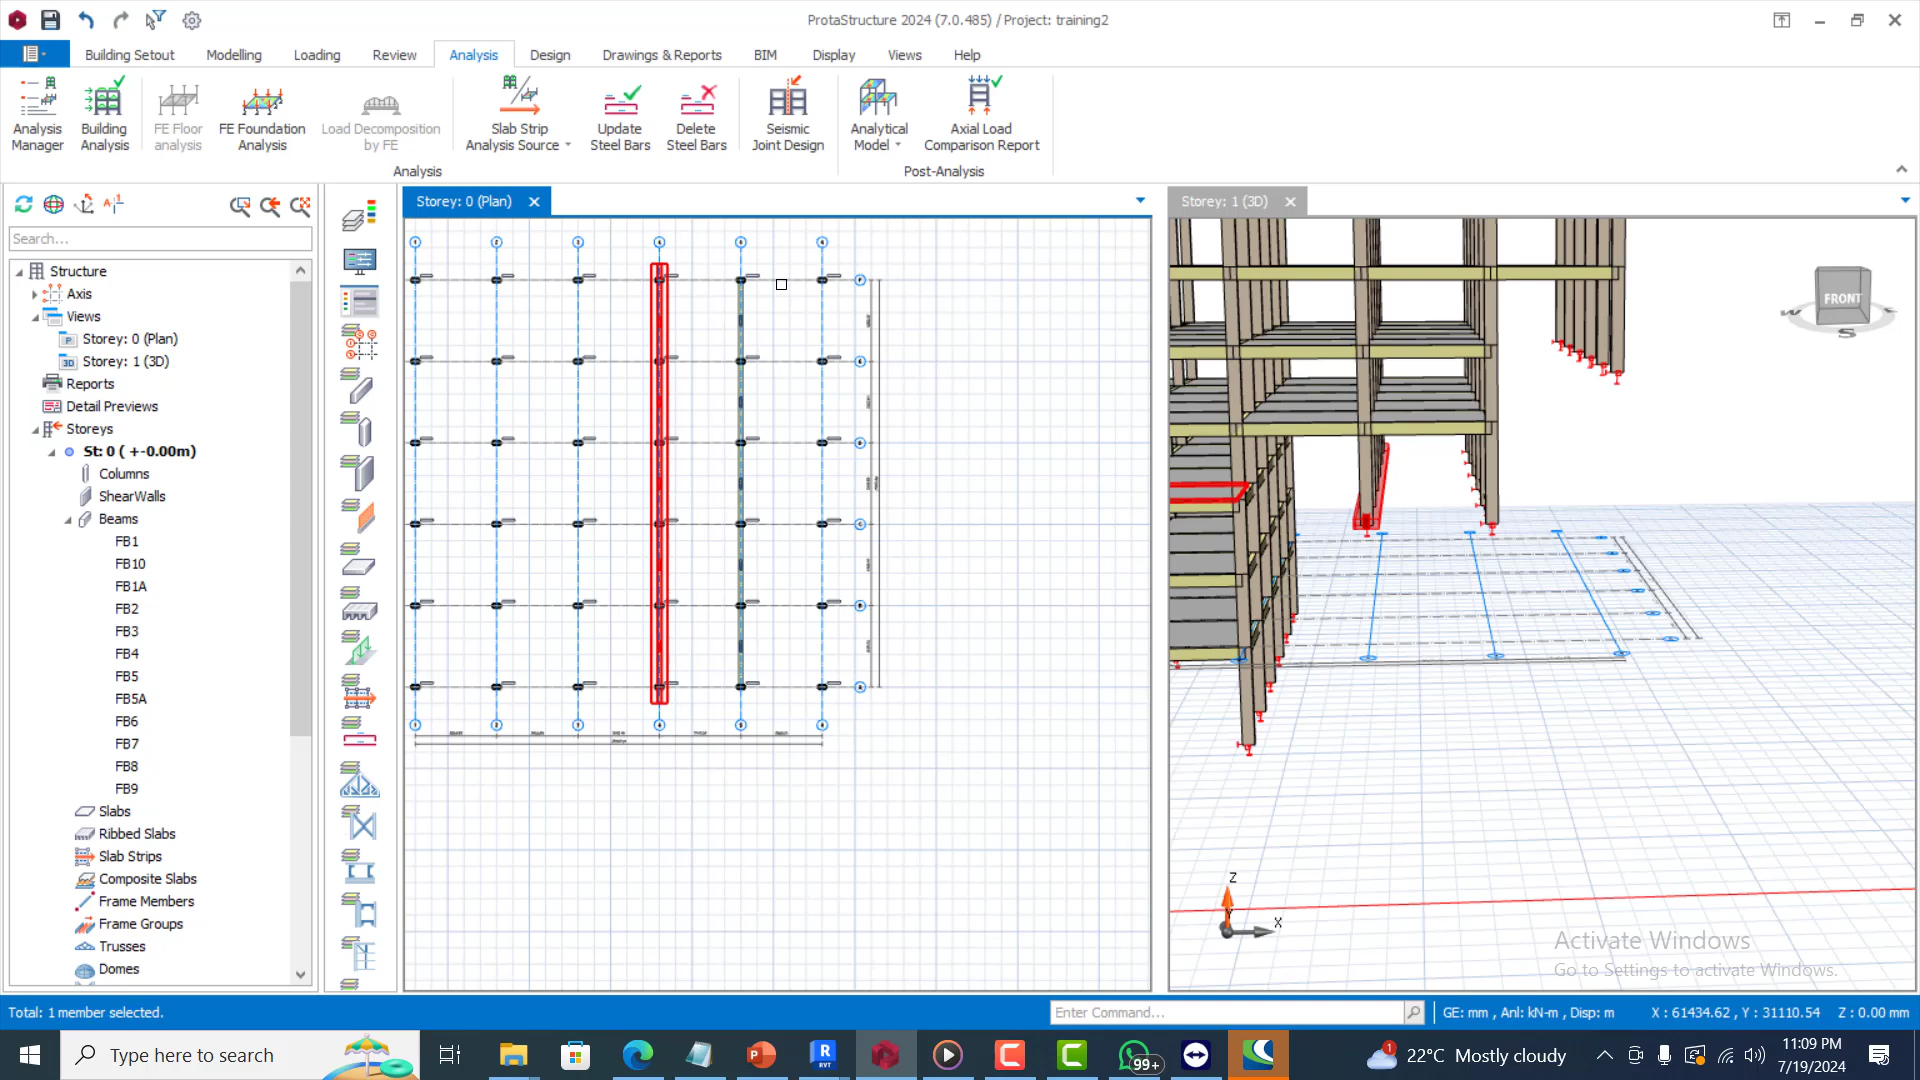 ProtaStructure 2024 (7.0.485) / Project: training2
Building Setout
Modelling
Loading
Review
Analysis
Design
Drawings & Reports
BIM
Display
Views
Help
Analysis
Manager
Building
Analysis
FE Floor
analysis
FE Foundation
Analysis
Load Decomposition
by FE
Slab Strip
Analysis Source
Update
Steel Bars
Delete
Steel Bars
Seismic
Joint Design
Analytical
Model
Axial Load
Comparison Report
Analysis
Post-Analysis
Search...
Structure
Axis
Views
Storey: 0 (Plan)
Storey: 1 (3D)
Reports
Detail Previews
Storeys
St: 0 ( +-0.00m)
Columns
ShearWalls
Beams
FB1
FB10
FB1A
FB2
FB3
FB4
FB5
FB5A
FB6
FB7
FB8
FB9
Slabs
Ribbed Slabs
Slab Strips
Composite Slabs
Frame Members
Frame Groups
Trusses
Domes
Storey: 0 (Plan)
Storey: 1 (3D)
FRONT
W
S
Z
X
Activate Windows
Go to Settings to activate Windows.
Total: 1 member selected.
Enter Command...
GE: mm , Anl: kN-m , Disp: m
X : 61434.62 , Y : 31110.54
Z : 0.00 mm
Type here to search
99+
22°C Mostly cloudy
11:09 PM
7/19/2024